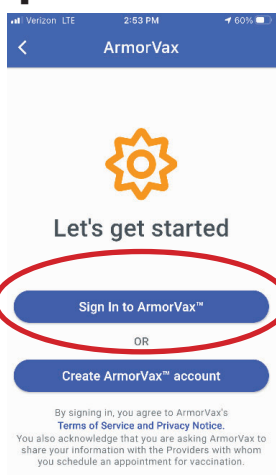 Verizon LTE 2:53 PM 60%
ArmorVax
Let's get started
Sign In to ArmorVax™
OR
Create ArmorVax™ account
By signing in, you agree to ArmorVax's
Terms of Service and Privacy Notice.
You also acknowledge that you are asking ArmorVax to
share your information with the Providers with whom
you schedule an appointment for vaccination.